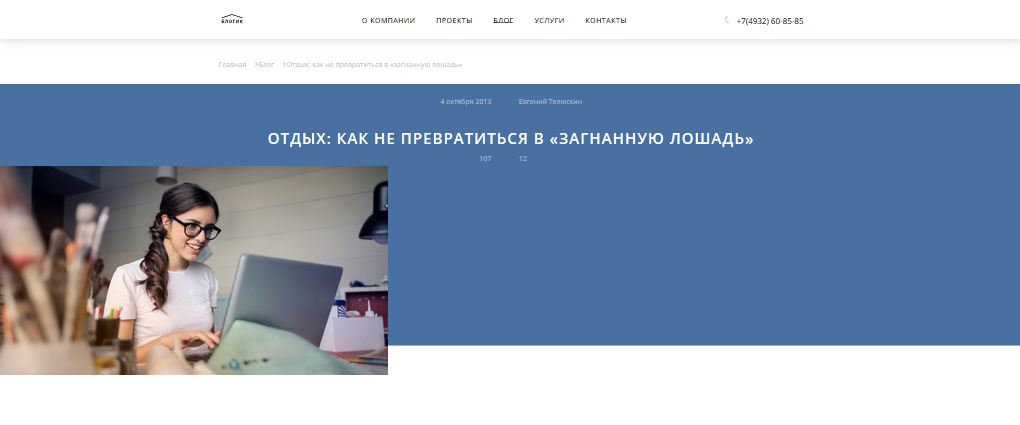 БЛОГИК
О КОМПАНИИ ПРОЕКТЫ БЛОГ УСЛУГИ КОНТАКТЫ
+7(4932) 60-85-85
Главная >Блог >Отдых: как не превратиться в «загнанную лошадь»
4 октября 2013 Евгений Телюскин
ОТДЫХ: КАК НЕ ПРЕВРАТИТЬСЯ В «ЗАГНАННУЮ ЛОШАДЬ»
107 12